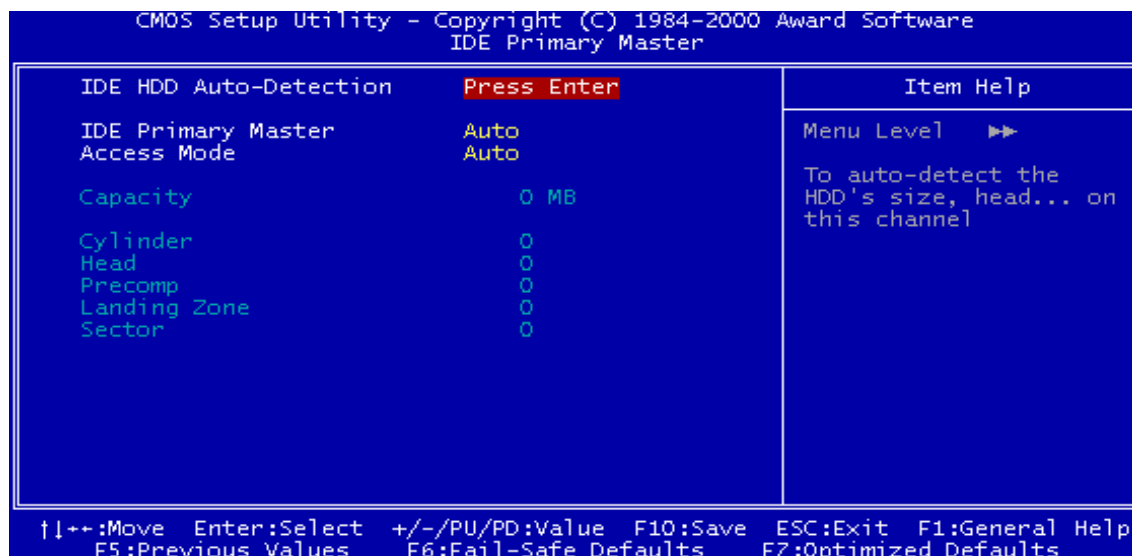 CMOS Setup Utility – Copyright (C) 1984-2000 Award Software
IDE Primary Master
IDE HDD Auto-Detection Press Enter
Item Help
IDE Primary Master Auto
Access Mode Auto
Menu Level ►►
Capacity 0 MB
To auto-detect the
HDD's size, head... on
this channel
Cylinder 0
Head 0
Precomp 0
Landing Zone 0
Sector 0
↑↓←→:Move Enter:Select +/-/PU/PD:Value F10:Save ESC:Exit F1:General Help
F5:Previous Values F6:Fail-Safe Defaults F7:Optimized Defaults